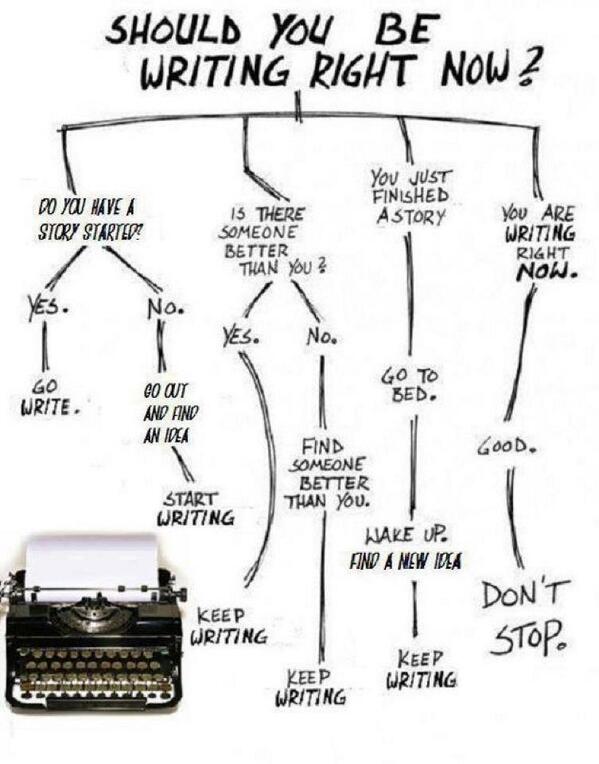 SHOULD YOU BE
WRITING RIGHT NOW?
DO YOU HAVE A
STORY STARTED?
YES.
GO
WRITE.
NO.
GO OUT
AND FIND
AN IDEA
START
WRITING
IS THERE
SOMEONE
BETTER
THAN YOU?
YES.
KEEP
WRITING
NO.
FIND
SOMEONE
BETTER
THAN YOU.
KEEP
WRITING
YOU JUST
FINISHED
A STORY
GO TO
BED.
WAKE UP.
FIND A NEW IDEA
KEEP
WRITING
YOU ARE
WRITING
RIGHT
NOW.
GOOD.
DON'T
STOP.